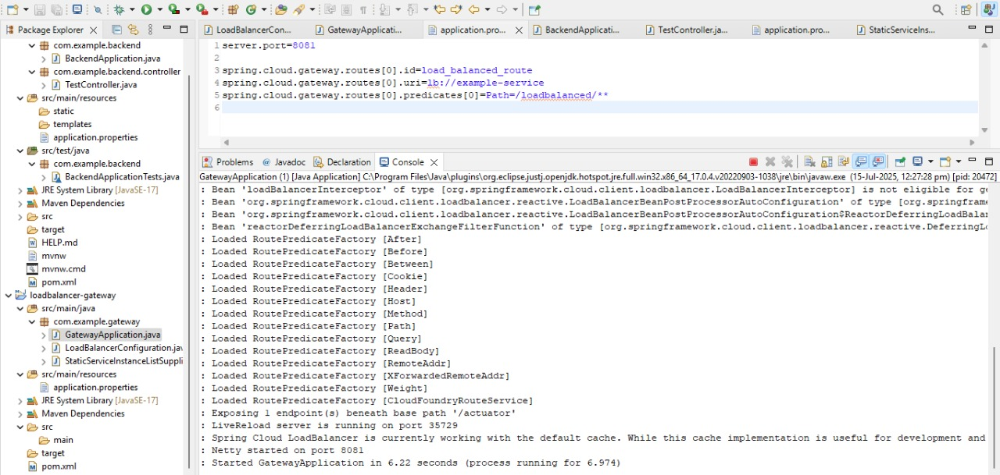 Package Explorer
com.example.backend
BackendApplication.java
com.example.backend.controller
TestController.java
src/main/resources
static
templates
application.properties
src/test/java
com.example.backend
BackendApplicationTests.java
JRE System Library [JavaSE-17]
Maven Dependencies
src
target
HELP.md
mvnw
mvnw.cmd
pom.xml
loadbalancer-gateway
src/main/java
com.example.gateway
GatewayApplication.java
LoadBalancerConfiguration.jav
StaticServiceInstanceListSuppli
src/main/resources
application.properties
JRE System Library [JavaSE-17]
Maven Dependencies
src
main
target
pom.xml
LoadBalancerCon... GatewayApplicati... application.pro... BackendApplicati... TestController.ja... application.pro... StaticServiceIns...
1 server.port=8081
2
3 spring.cloud.gateway.routes[0].id=load_balanced_route
4 spring.cloud.gateway.routes[0].uri=lb://example-service
5 spring.cloud.gateway.routes[0].predicates[0]=Path=/loadbalanced/**
6
Problems @ Javadoc Declaration Console
GatewayApplication (1) [Java Application] C:\Program Files\Java\plugins\org.eclipse.justj.openjdk.hotspot.jre.full.win32.x86_64_17.0.4.v20220903-1038\jre\bin\javaw.exe (15-Jul-2025, 12:27:28 pm) [pid: 20472]
: Bean 'loadBalancerInterceptor' of type [org.springframework.cloud.client.loadbalancer.LoadBalancerInterceptor] is not eligible for ge
: Bean 'org.springframework.cloud.client.loadbalancer.reactive.LoadBalancerBeanPostProcessorAutoConfiguration' of type [org.springframe
: Bean 'org.springframework.cloud.client.loadbalancer.reactive.LoadBalancerBeanPostProcessorAutoConfiguration$ReactorDeferringLoadBalan
: Bean 'reactorDeferringLoadBalancerExchangeFilterFunction' of type [org.springframework.cloud.client.loadbalancer.reactive.DeferringLo
: Loaded RoutePredicateFactory [After]
: Loaded RoutePredicateFactory [Before]
: Loaded RoutePredicateFactory [Between]
: Loaded RoutePredicateFactory [Cookie]
: Loaded RoutePredicateFactory [Header]
: Loaded RoutePredicateFactory [Host]
: Loaded RoutePredicateFactory [Method]
: Loaded RoutePredicateFactory [Path]
: Loaded RoutePredicateFactory [Query]
: Loaded RoutePredicateFactory [ReadBody]
: Loaded RoutePredicateFactory [RemoteAddr]
: Loaded RoutePredicateFactory [XForwardedRemoteAddr]
: Loaded RoutePredicateFactory [Weight]
: Loaded RoutePredicateFactory [CloudFoundryRouteService]
: Exposing 1 endpoint(s) beneath base path '/actuator'
: LiveReload server is running on port 35729
: Spring Cloud LoadBalancer is currently working with the default cache. While this cache implementation is useful for development and
: Netty started on port 8081
: Started GatewayApplication in 6.22 seconds (process running for 6.974)